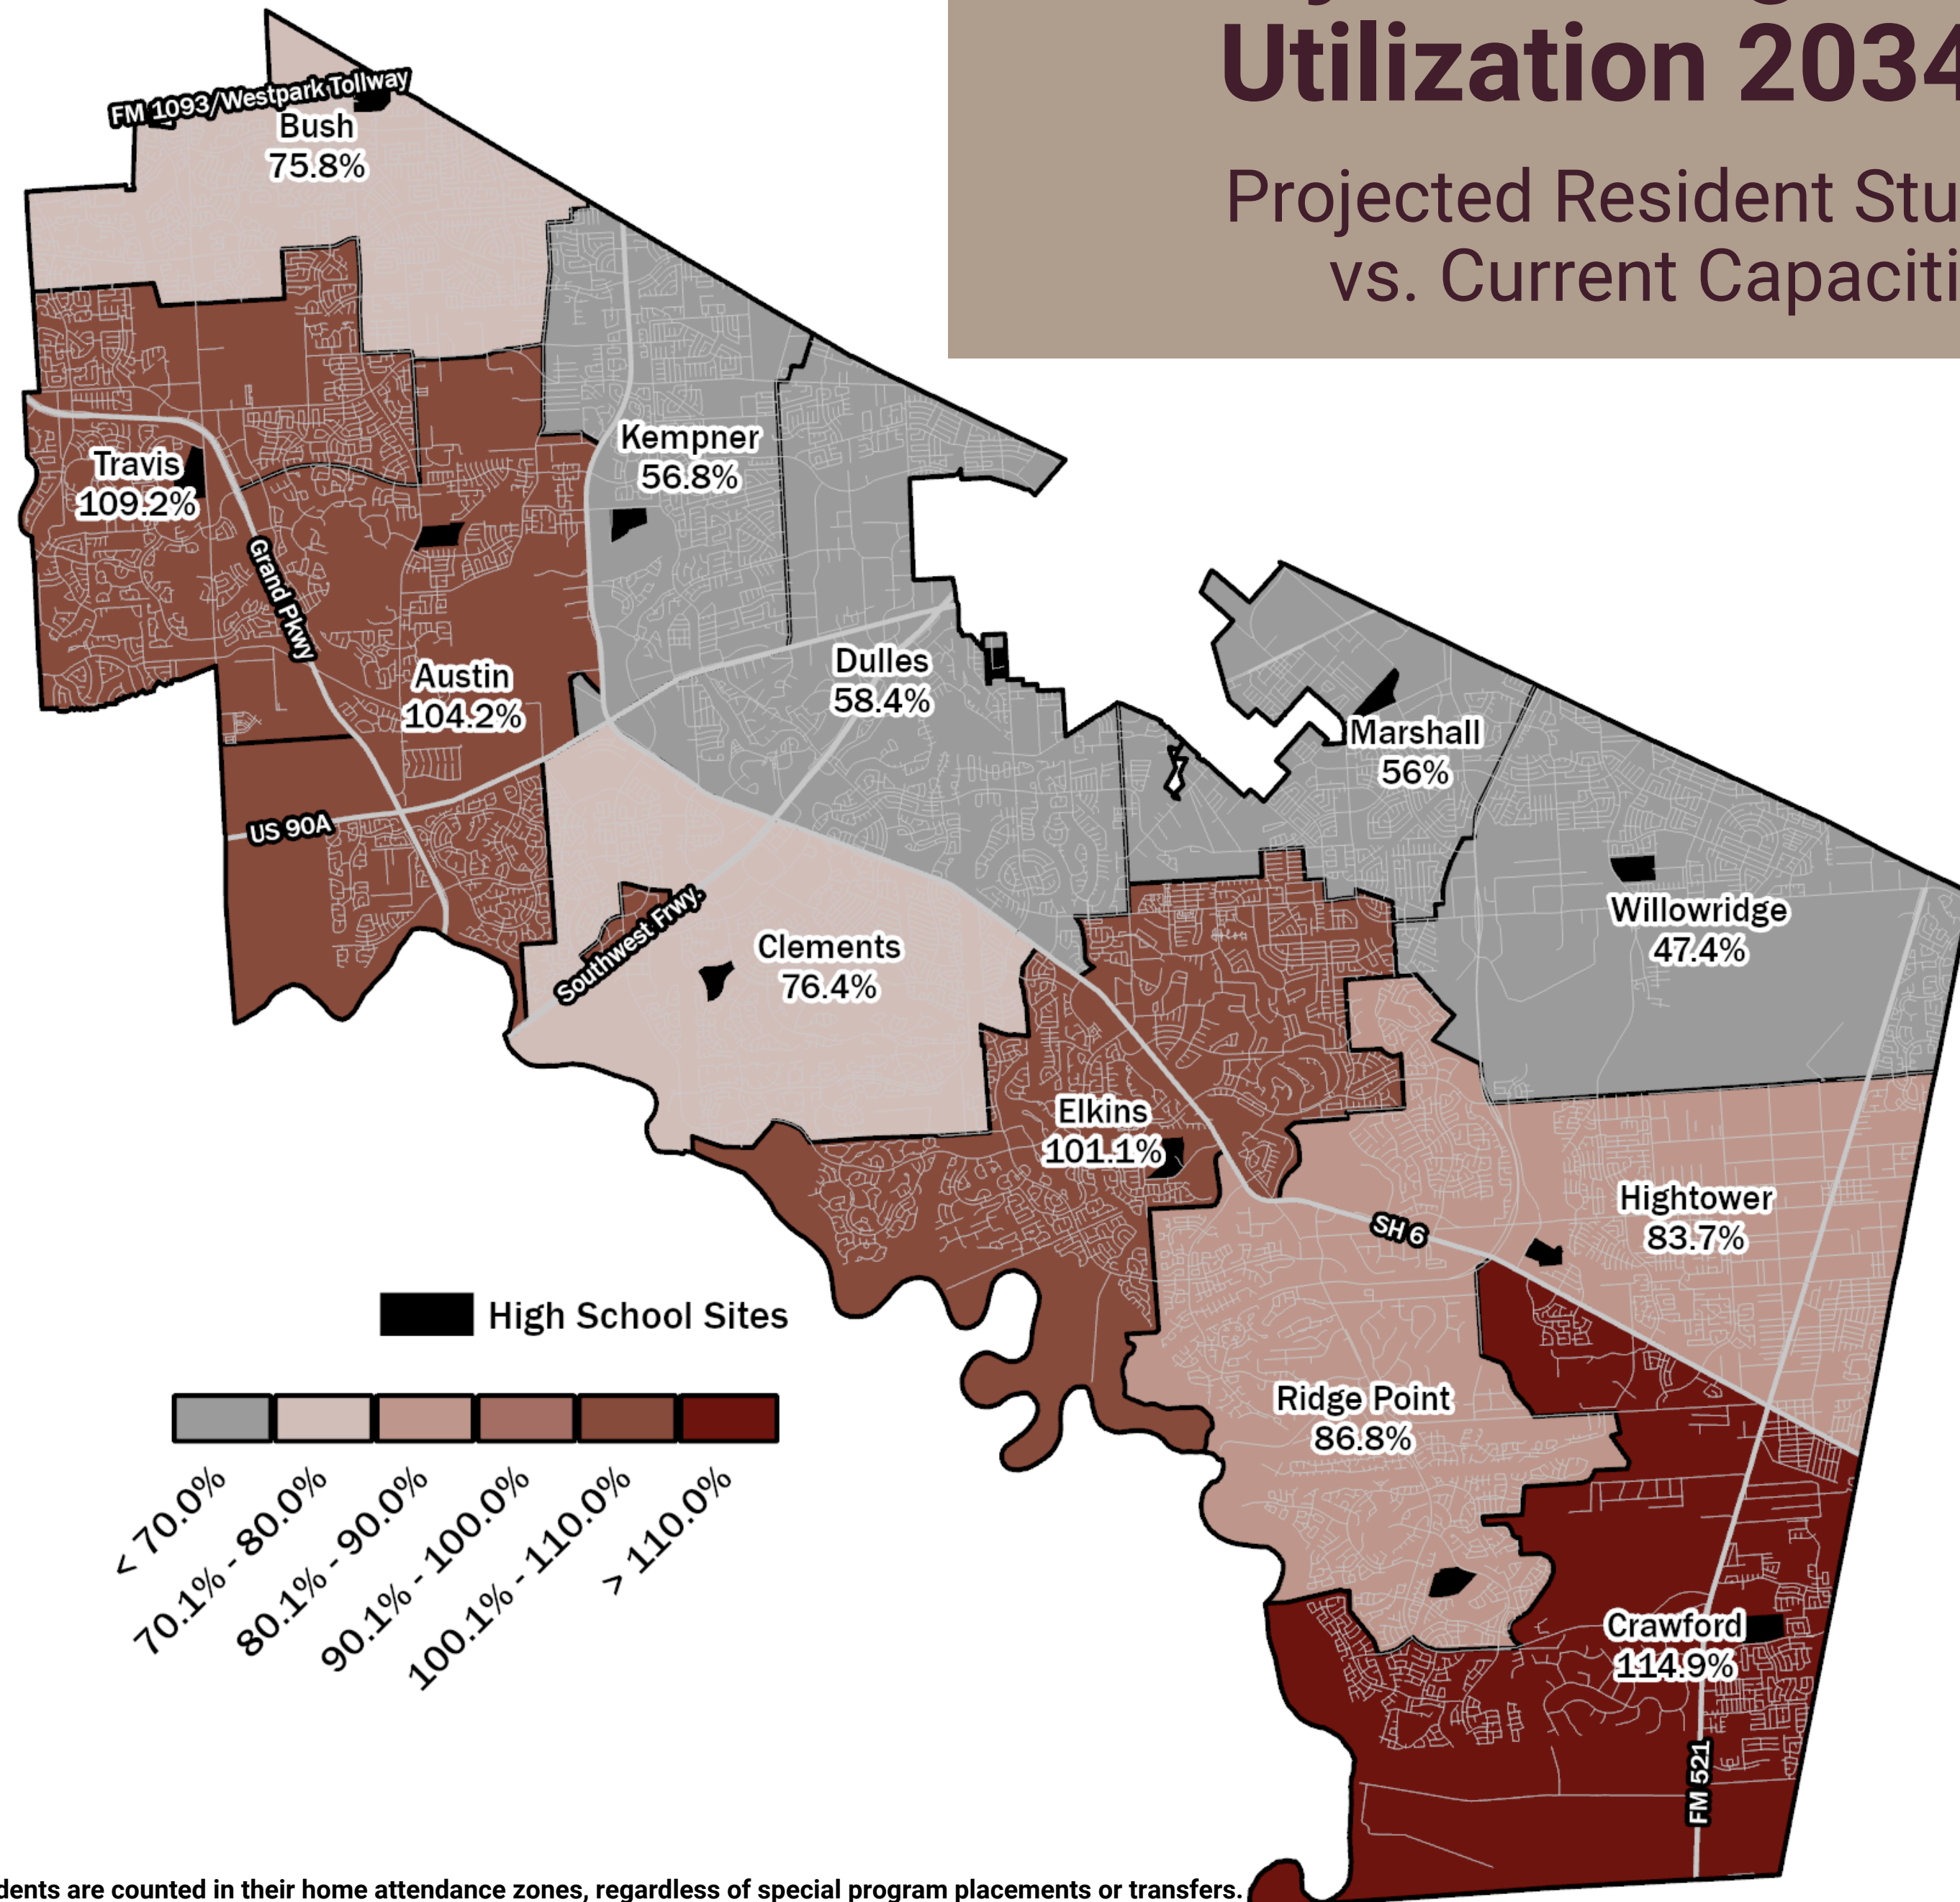 Utilization 2034
Projected Resident Stu
vs. Current Capaciti
FM 1093/Westpark Tollway
Bush
75.8%
Kempner
56.8%
Travis
109.2%
Grand Pkwy
Austin
104.2%
Dulles
58.4%
Marshall
56%
US 90A
Willowridge
47.4%
Southwest Frwy.
Clements
76.4%
Elkins
101.1%
Hightower
83.7%
SH 6
High School Sites
Ridge Point
86.8%
< 70.0%
70.1% - 80.0%
80.1% - 90.0%
90.1% - 100.0%
100.1% - 110.0%
> 110.0%
Crawford
114.9%
FM 521
dents are counted in their home attendance zones, regardless of special program placements or transfers.